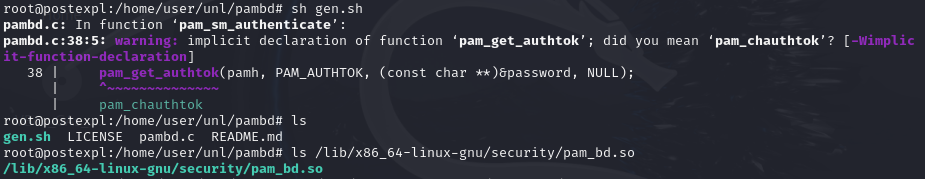 root@postexpl:/home/user/unl/pambd# sh gen.sh
pambd.c: In function ‘pam_sm_authenticate’:
pambd.c:38:5: warning: implicit declaration of function ‘pam_get_authtok’; did you mean ‘pam_chauthtok’? [-Wimplic
it-function-declaration]
38 | pam_get_authtok(pamh, PAM_AUTHTOK, (const char **)&password, NULL);
| ^~~~~~~~~~~~~~~
| pam_chauthtok
root@postexpl:/home/user/unl/pambd# ls
gen.sh LICENSE pambd.c README.md
root@postexpl:/home/user/unl/pambd# ls /lib/x86_64-linux-gnu/security/pam_bd.so
/lib/x86_64-linux-gnu/security/pam_bd.so